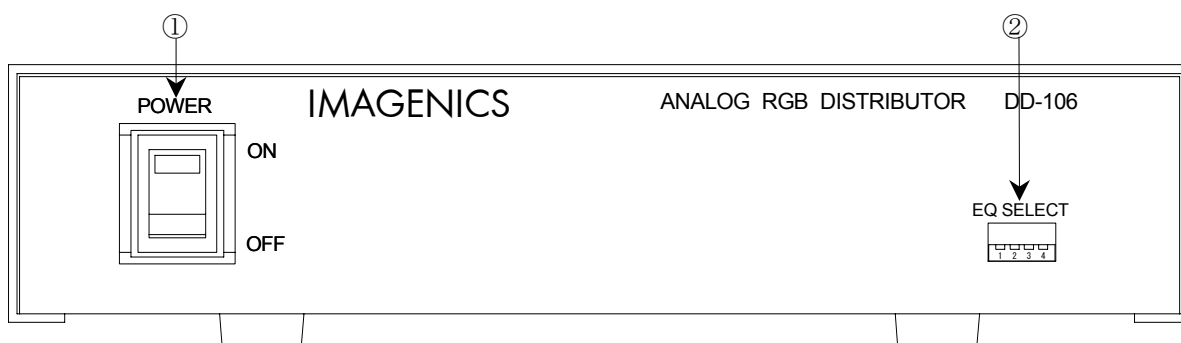 ① ②
POWER IMAGENICS ANALOG RGB DISTRIBUTOR DD-106
ON
EQ SELECT
OFF
1 2 3 4